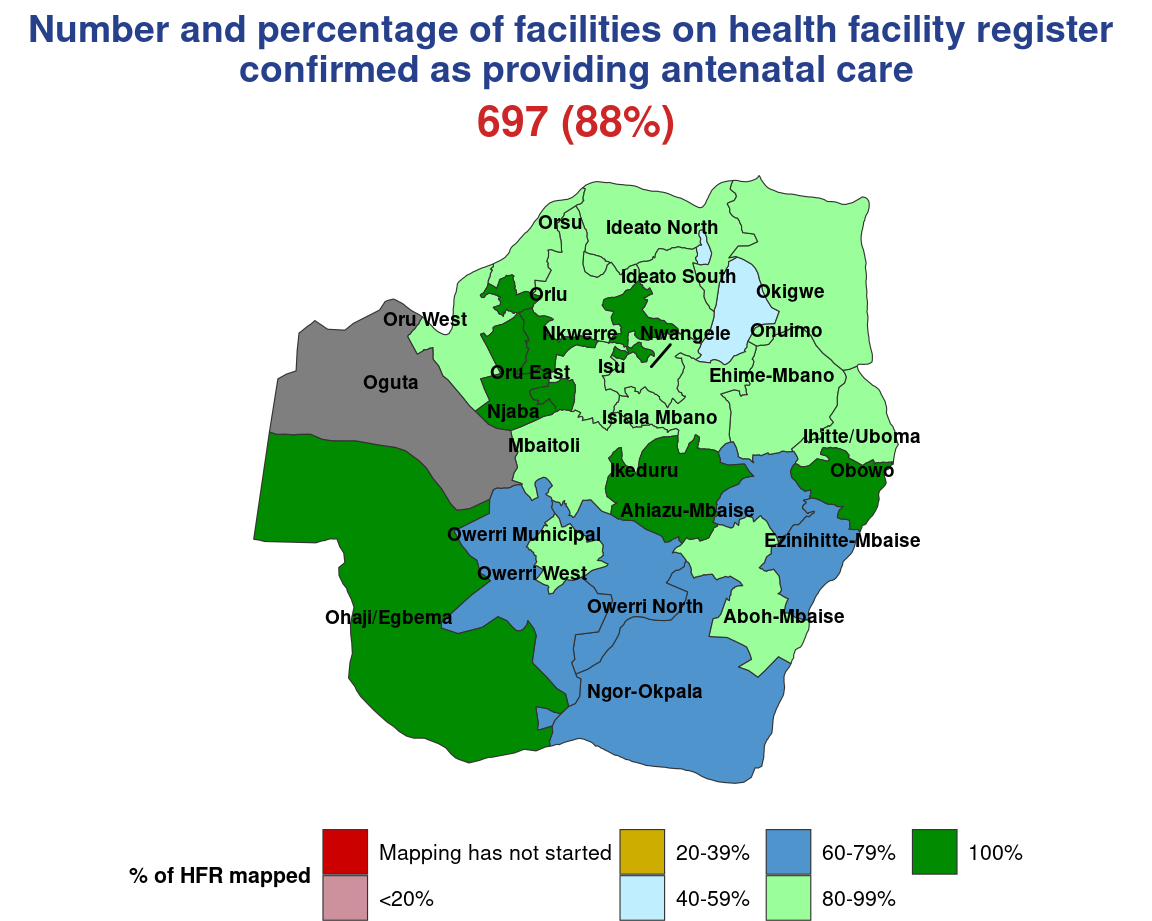 Number and percentage of facilities on health facility register
confirmed as providing antenatal care
697 (88%)
Orsu
Ideato North
Ideato South
Orlu
Okigwe
Oru West
Nkwerre
Nwangele
Onuimo
Isu
Oru East
Oguta
Ehime-Mbano
Njaba
Isiala Mbano
Mbaitoli
Ihitte/Uboma
Ikeduru
Obowo
Ahiazu-Mbaise
Owerri Municipal
Ezinihitte-Mbaise
Owerri West
Owerri North
Ohaji/Egbema
Aboh-Mbaise
Ngor-Okpala
% of HFR mapped
Mapping has not started
<20%
20-39%
40-59%
60-79%
80-99%
100%